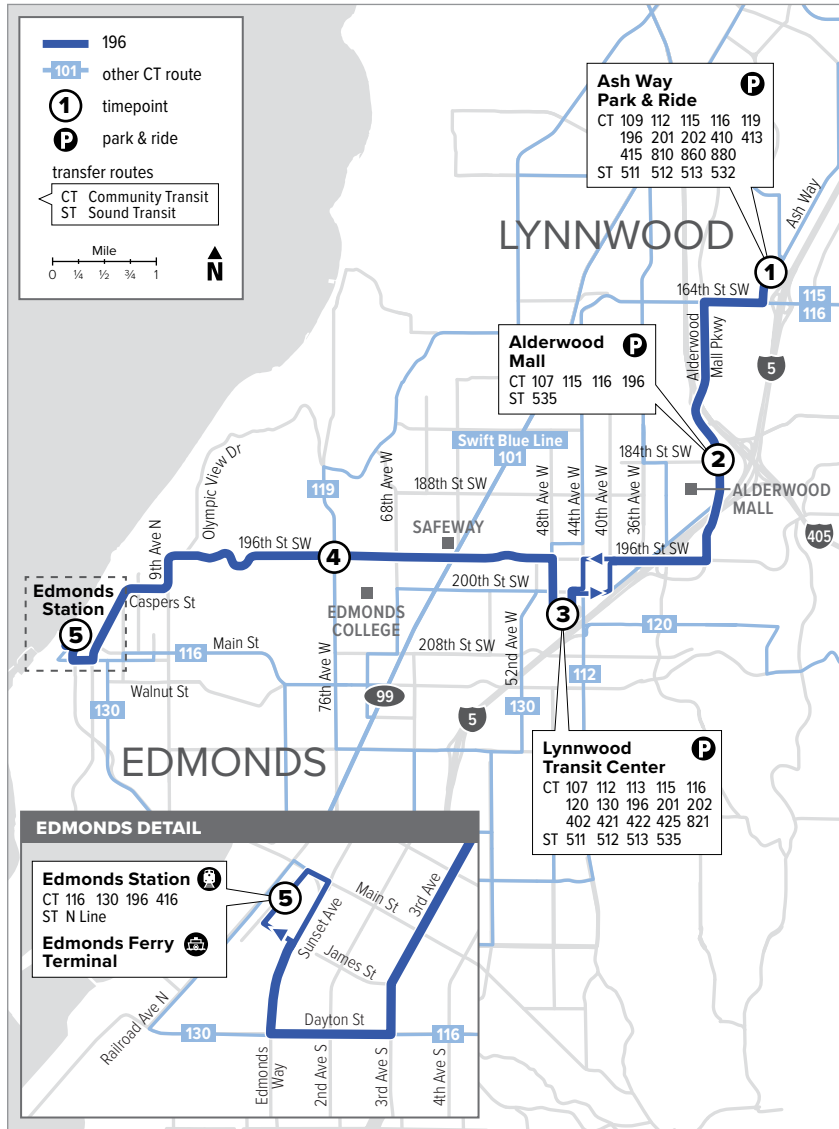 196
101
other CT route
1
timepoint
P
park & ride
transfer routes
CT Community Transit
ST Sound Transit
Mile
0 ¼ ½ ¾ 1
N
Ash Way
Park & Ride
P
CT 109 112 115 116 119
196 201 202 410 413
415 810 860 880
ST 511 512 513 532
LYNNWOOD
Ash Way
1
164th St SW
115
116
Alderwood
Mall Pkwy
5
Alderwood
Mall
P
CT 107 115 116 196
ST 535
Swift Blue Line
101
184th St SW
2
ALDERWOOD
MALL
405
Olympic View Dr
119
68th Ave W
188th St SW
48th Ave W
44th Ave W
40th Ave W
36th Ave W
SAFEWAY
9th Ave N
196th St SW
4
196th St SW
200th St SW
EDMONDS
COLLEGE
3
Edmonds
Station
5
Caspers St
116
Main St
208th St SW
52nd Ave W
120
112
Walnut St
130
76th Ave W
99
130
5
EDMONDS
Lynnwood
Transit Center
P
CT 107 112 113 115 116
120 130 196 201 202
402 421 422 425 821
ST 511 512 513 535
EDMONDS DETAIL
Edmonds Station
CT 116 130 196 416
ST N Line
Edmonds Ferry
Terminal
5
Sunset Ave
Main St
3rd Ave
James St
Railroad Ave N
130
Dayton St
116
Edmonds
Way
2nd Ave S
3rd Ave S
4th Ave S